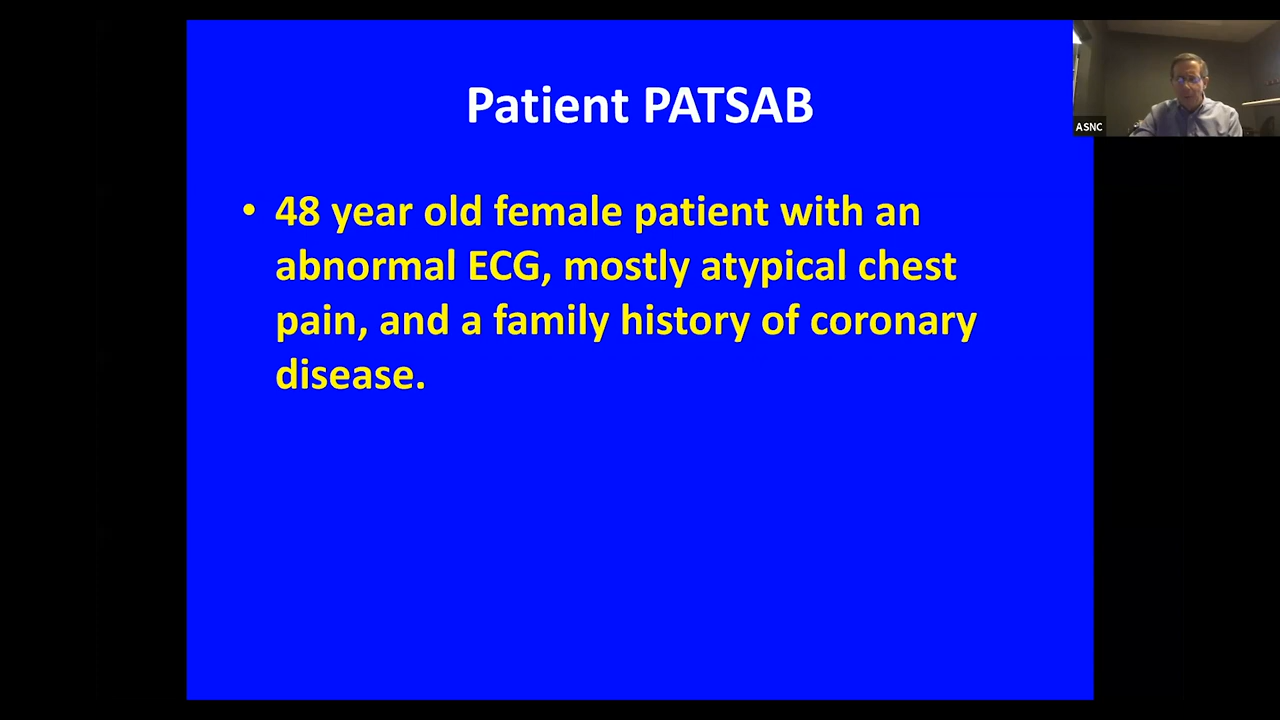 Patient PATSAB
• 48 year old female patient with an
abnormal ECG, mostly atypical chest
pain, and a family history of coronary
disease.
ASNC